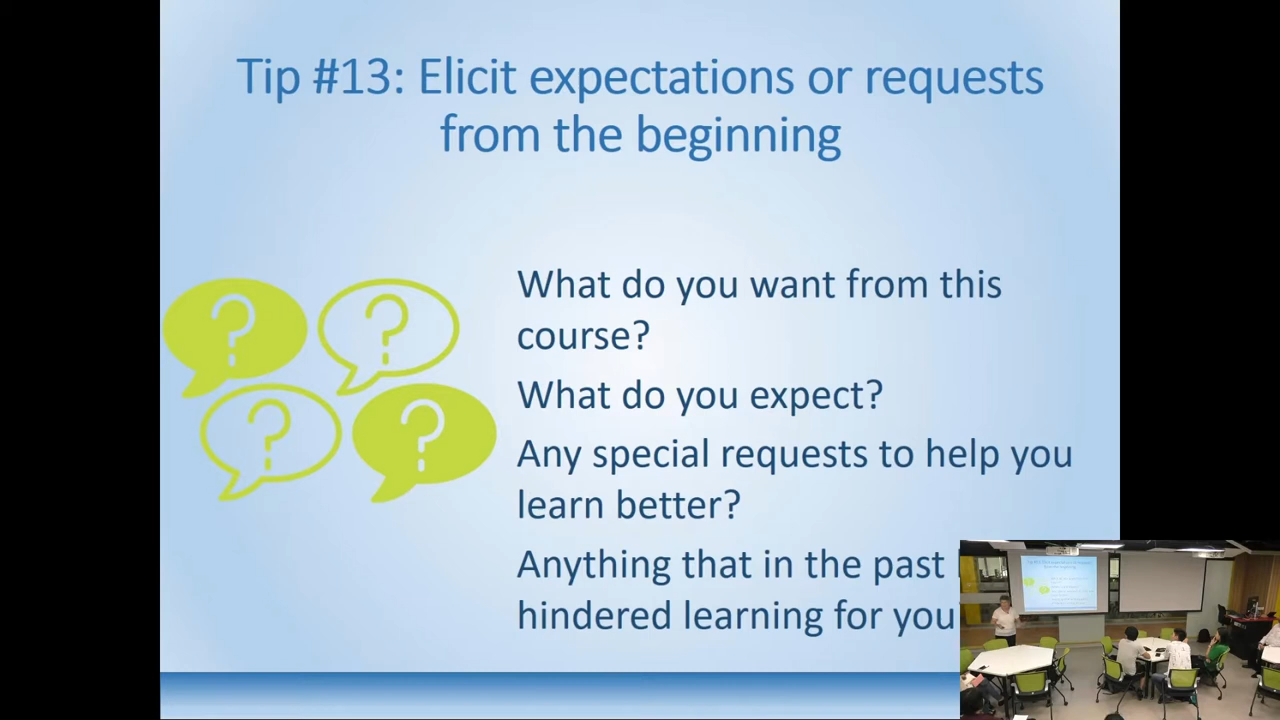 Tip #13: Elicit expectations or requests
from the beginning
What do you want from this
course?
What do you expect?
Any special requests to help you
learn better?
Anything that in the past
hindered learning for you